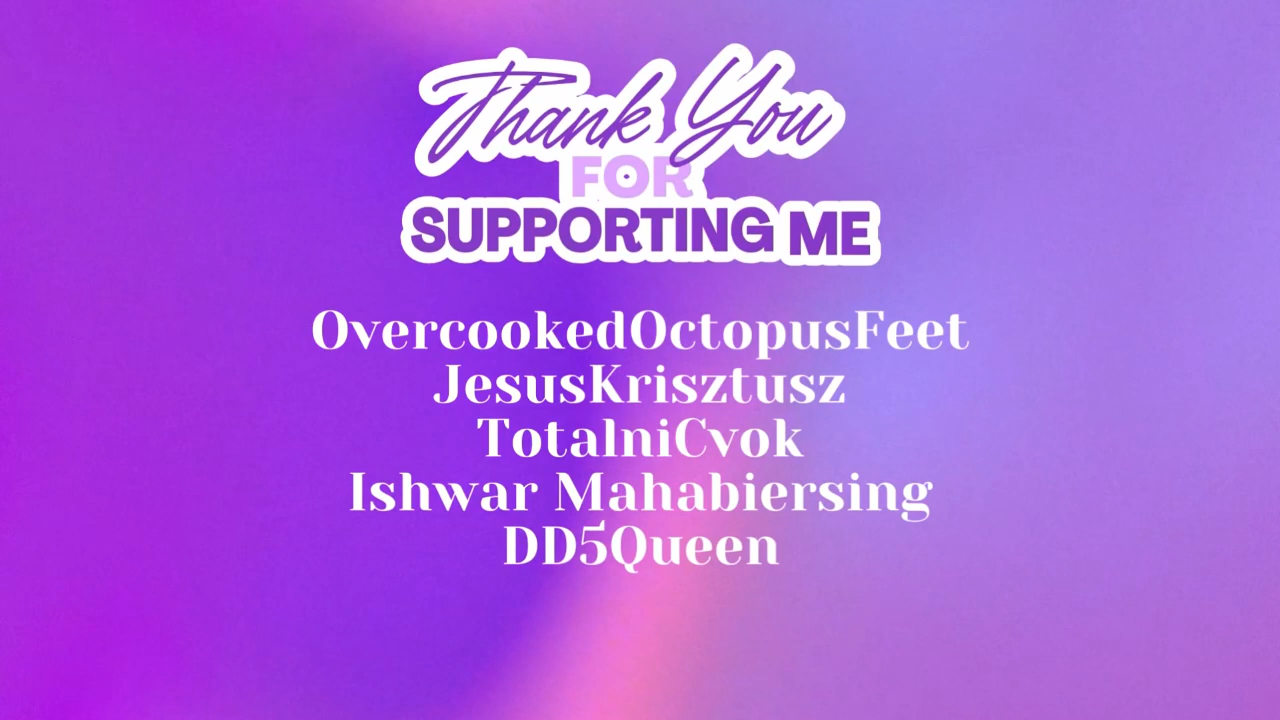 Thank You
FOR
SUPPORTING ME
OvercookedOctopusFeet
JesusKrisztusz
TotalniCvok
Ishwar Mahabiersing
DD5Queen